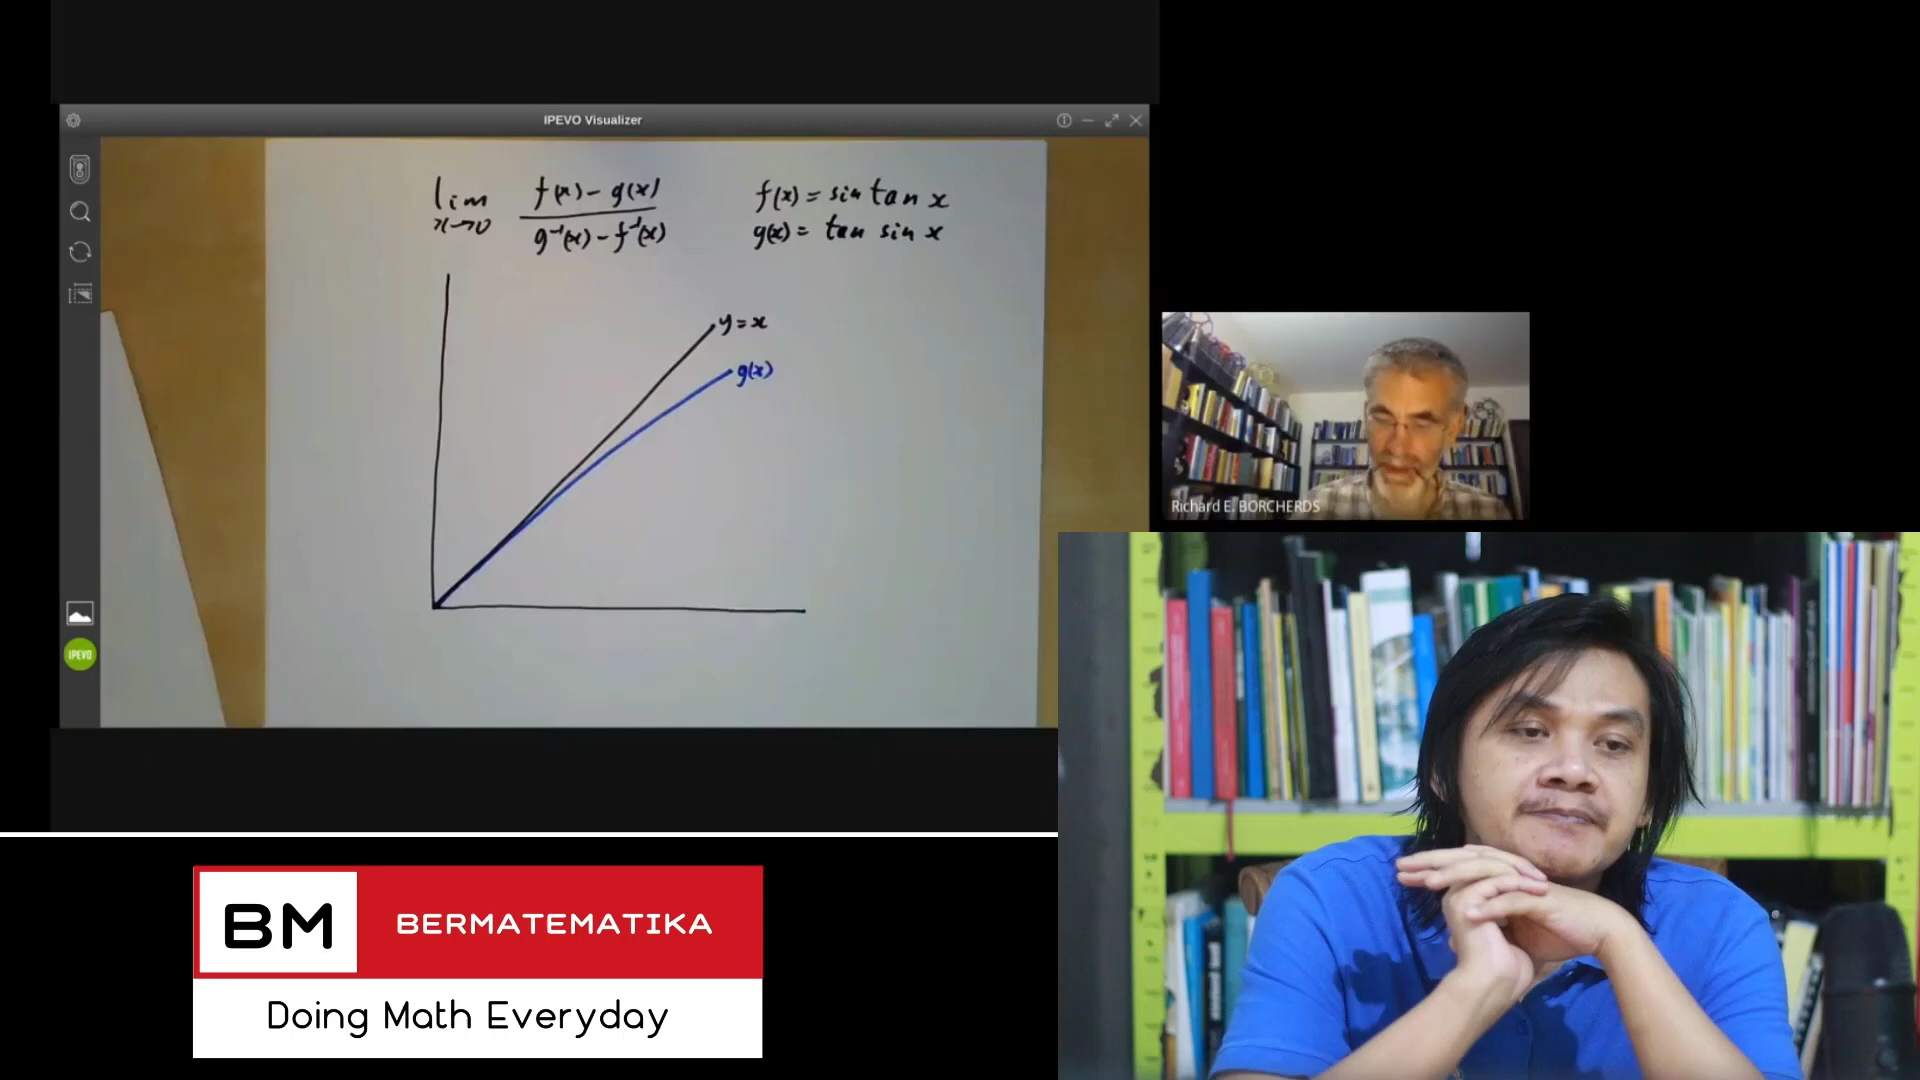 IPEVO Visualizer
lim x→0 f(x) - g(x) / g⁻¹(x) - f⁻¹(x)
f(x) = sin tan x
g(x) = tan sin x
y = x
g(x)
IPEVO
Richard E. BORCHERDS
BM
BERMATEMATIKA
Doing Math Everyday